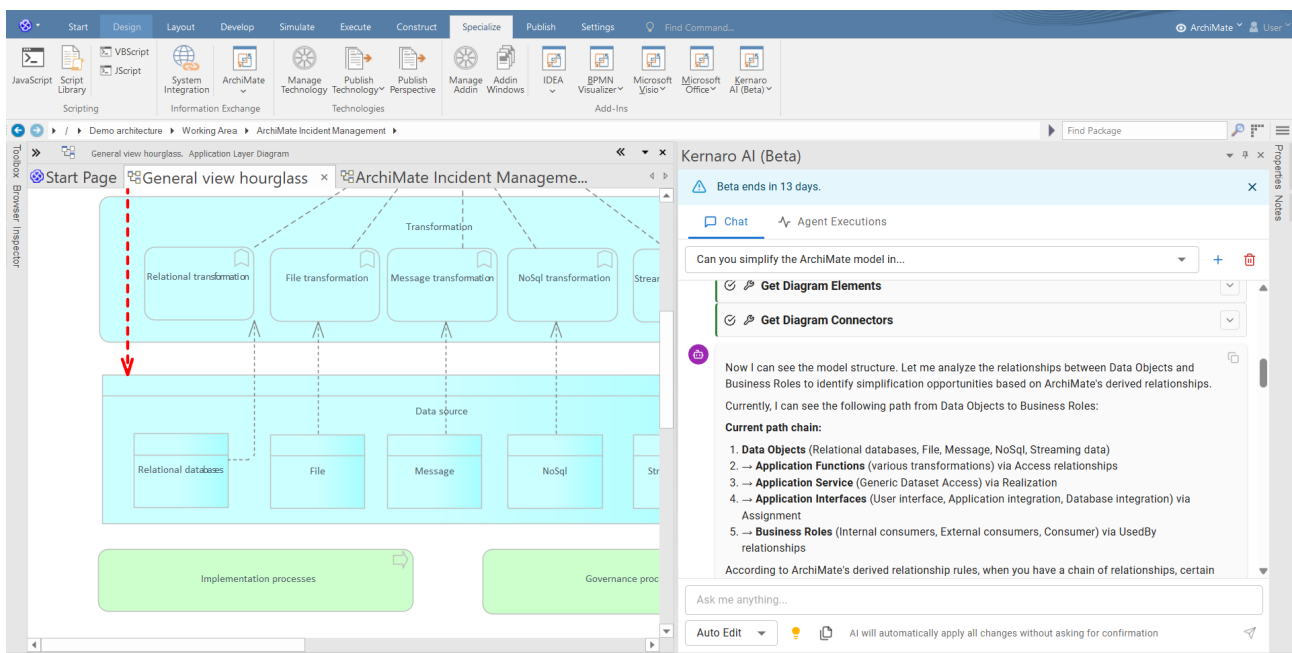 Start Design Layout Develop Simulate Execute Construct Specialize Publish Settings Find Command... ArchiMate User
JavaScript Script Library VBScript JScript System Integration ArchiMate Manage Technology Publish Technology Publish Perspective Manage Addin Addin Windows IDEA BPMN Visualizer Microsoft Visio Microsoft Office Kernaro AI (Beta)
Scripting Information Exchange Technologies Add-Ins
/ Demo architecture Working Area ArchiMate Incident Management Find Package
Toolbox Browser Inspector
General view hourglass. Application Layer Diagram
Start Page General view hourglass × ArchiMate Incident Manageme...
Transformation
Relational transformation File transformation Message transformation NoSql transformation Strear
Data source
Relational databases File Message NoSql Str
Implementation processes Governance proc
Kernaro AI (Beta)
Beta ends in 13 days.
Chat Agent Executions
Can you simplify the ArchiMate model in...
Get Diagram Elements
Get Diagram Connectors
Now I can see the model structure. Let me analyze the relationships between Data Objects and
Business Roles to identify simplification opportunities based on ArchiMate's derived relationships.
Currently, I can see the following path from Data Objects to Business Roles:
Current path chain:
1. Data Objects (Relational databases, File, Message, NoSql, Streaming data)
2. → Application Functions (various transformations) via Access relationships
3. → Application Service (Generic Dataset Access) via Realization
4. → Application Interfaces (User interface, Application integration, Database integration) via
Assignment
5. → Business Roles (Internal consumers, External consumers, Consumer) via UsedBy
relationships
According to ArchiMate's derived relationship rules, when you have a chain of relationships, certain
Ask me anything...
Auto Edit AI will automatically apply all changes without asking for confirmation
Properties Notes